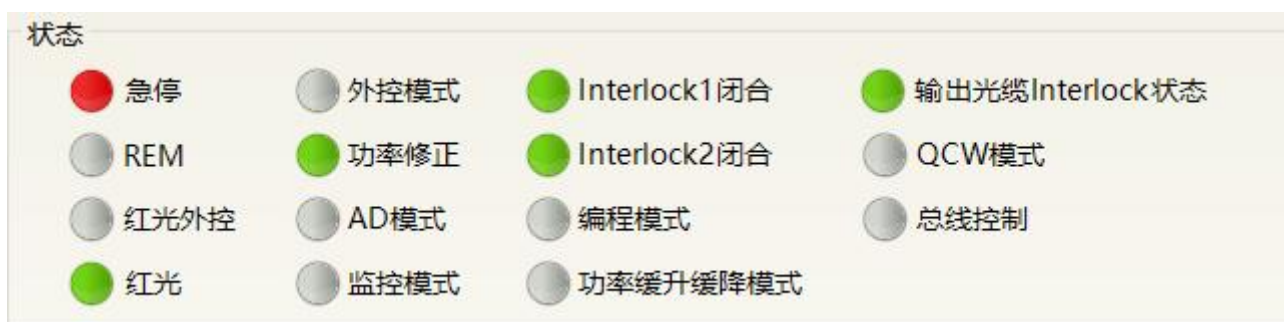 状态
急停 外控模式 Interlock1闭合 输出光缆Interlock状态
REM 功率修正 Interlock2闭合 QCW模式
红光外控 AD模式 编程模式 总线控制
红光 监控模式 功率缓升缓降模式